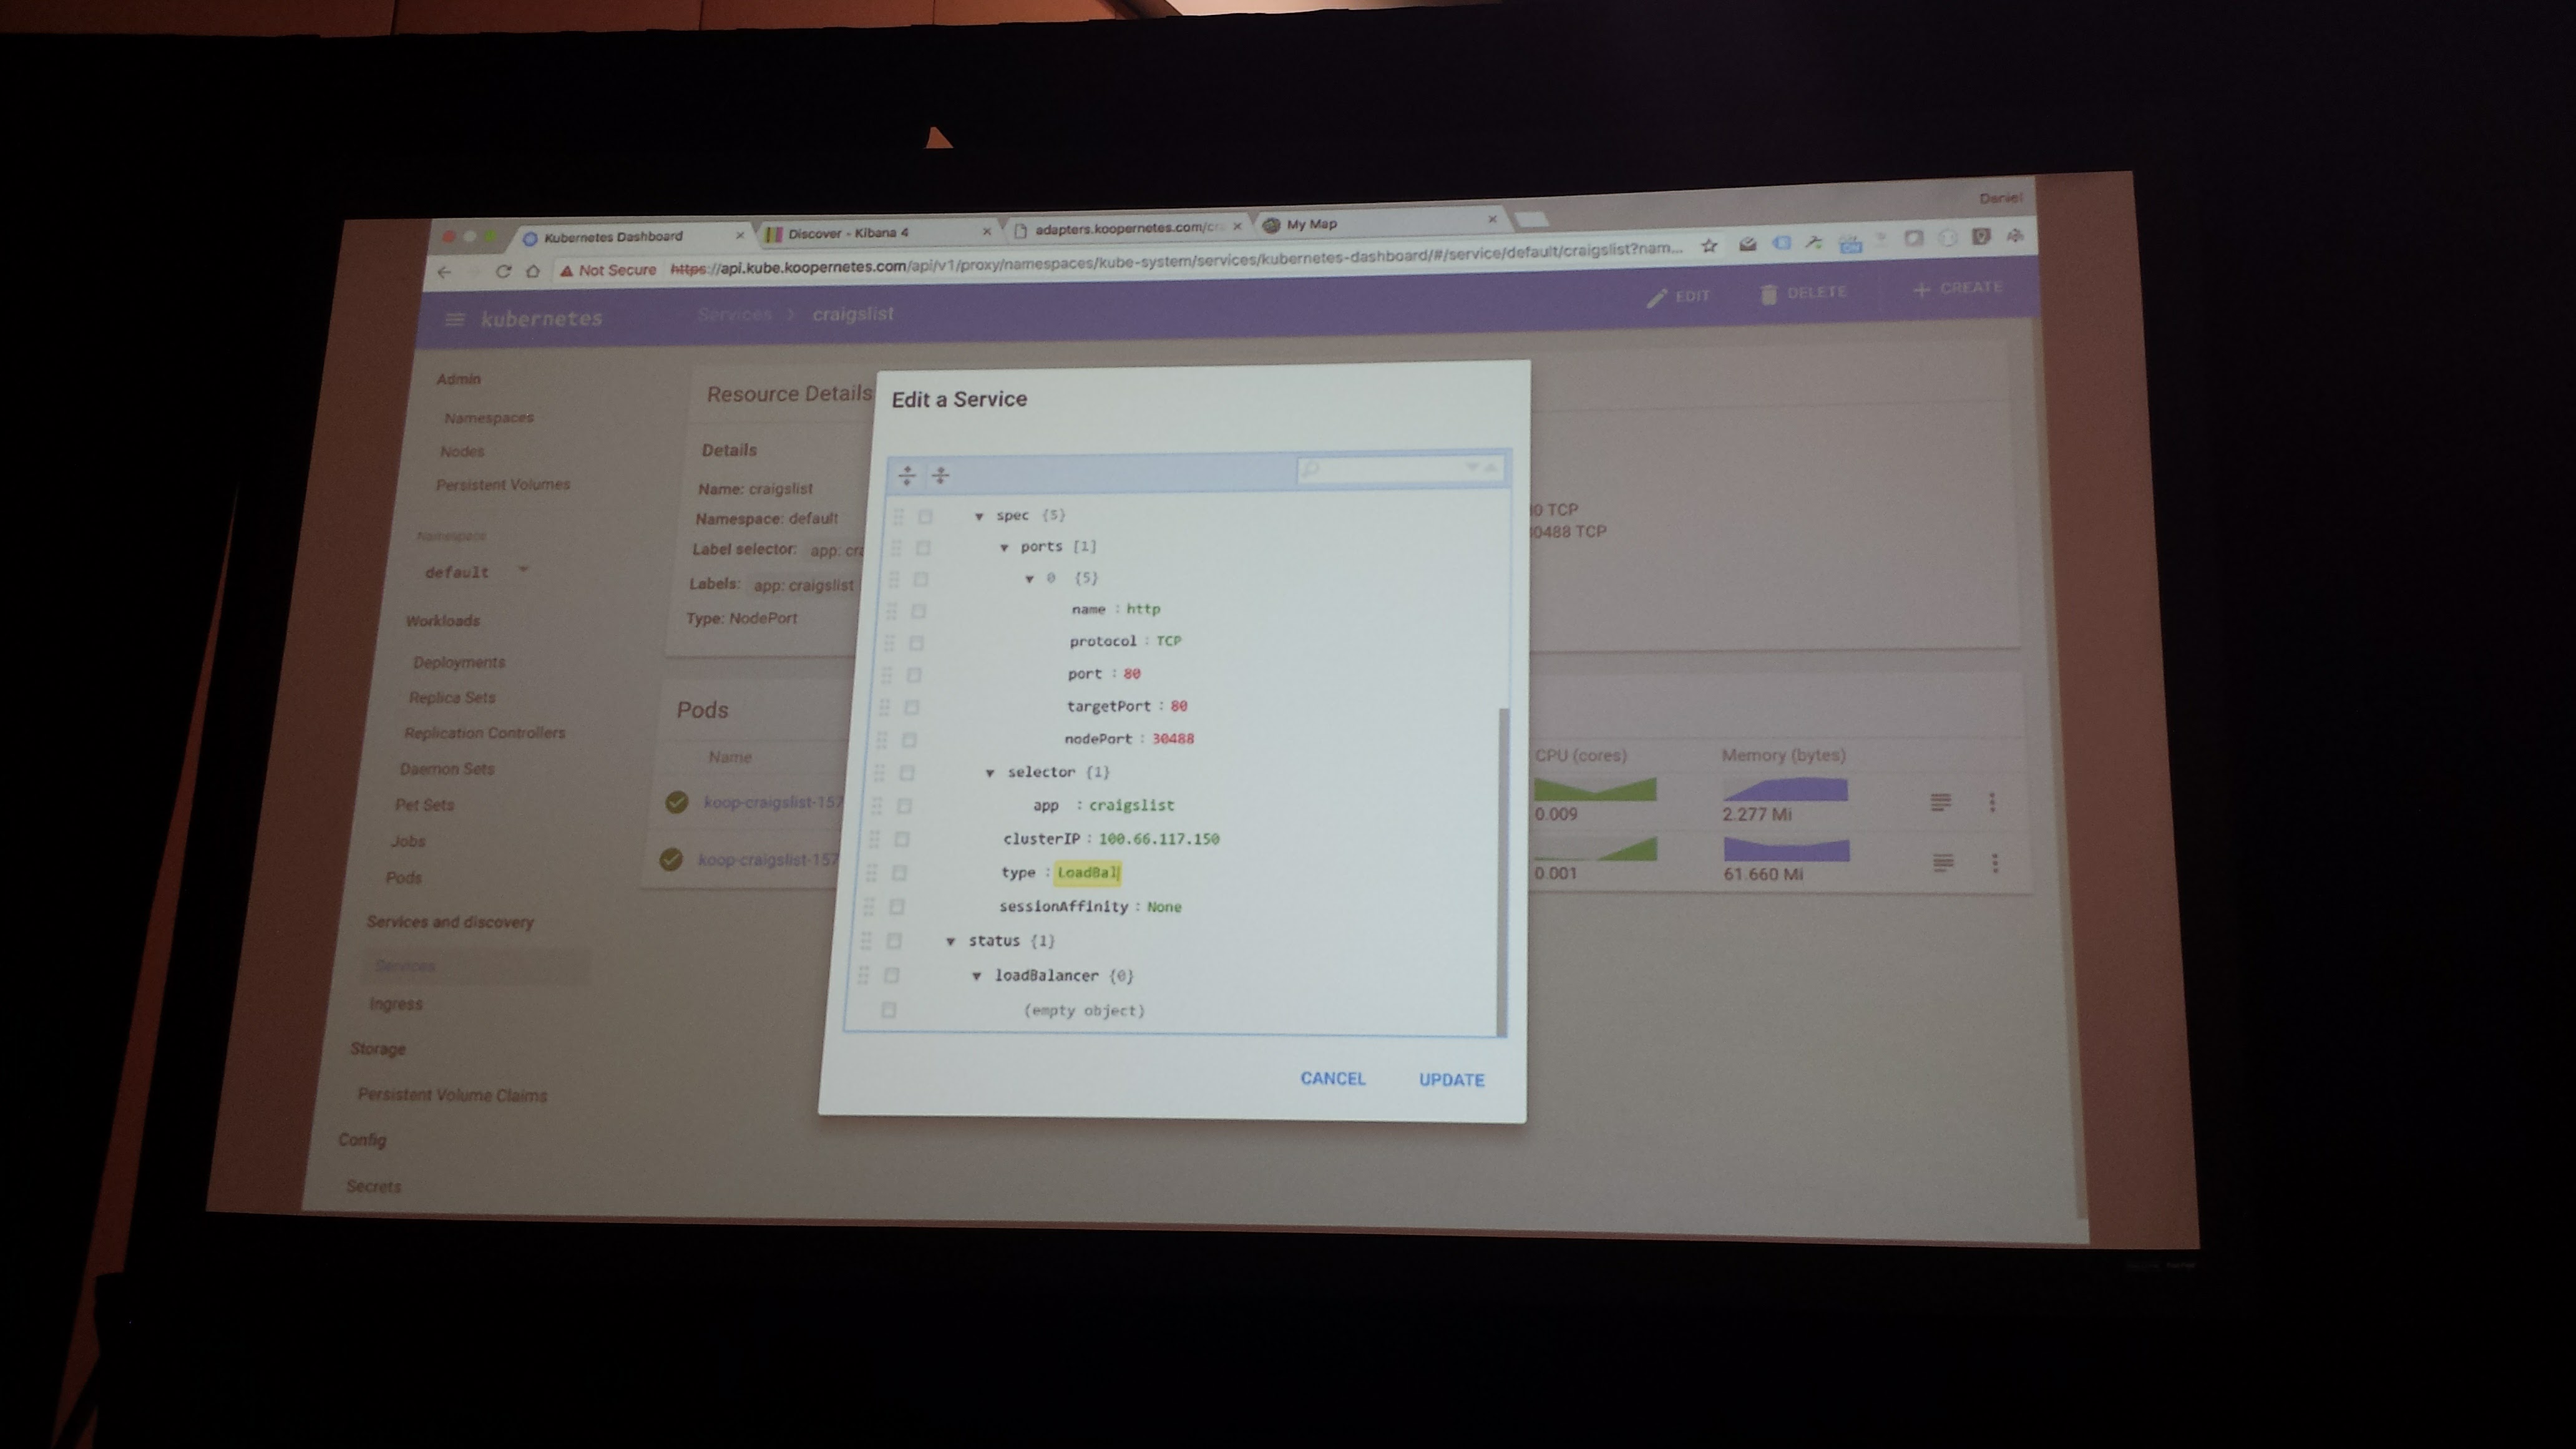 Daniel
Kubernetes Dashboard
Discover - Kibana 4
adapters.koopernetes.com/cr
My Map
Not Secure https://api.kube.koopernetes.com/api/v1/proxy/namespaces/kube-system/services/kubernetes-dashboard/#/service/default/craigslist?nam...
kubernetes
Services > craigslist
EDIT
DELETE
+ CREATE
Admin
Namespaces
Nodes
Persistent Volumes
Namespace
default
Workloads
Deployments
Replica Sets
Replication Controllers
Daemon Sets
Pet Sets
Jobs
Pods
Services and discovery
Services
Ingress
Storage
Persistent Volume Claims
Config
Secrets
Resource Details
Details
Name: craigslist
Namespace: default
Label selector: app: cra
Labels: app: craigslist
Type: NodePort
0 TCP
0488 TCP
Pods
Name
CPU (cores)
Memory (bytes)
koop-craigslist-157
0.009
2.277 Mi
koop-craigslist-157
0.001
61.660 Mi
Edit a Service
spec {5}
ports [1]
0 {5}
name : http
protocol : TCP
port : 80
targetPort : 80
nodePort : 30488
selector {1}
app : craigslist
clusterIP : 100.66.117.150
type : LoadBal
sessionAffinity : None
status {1}
loadBalancer {0}
(empty object)
CANCEL
UPDATE